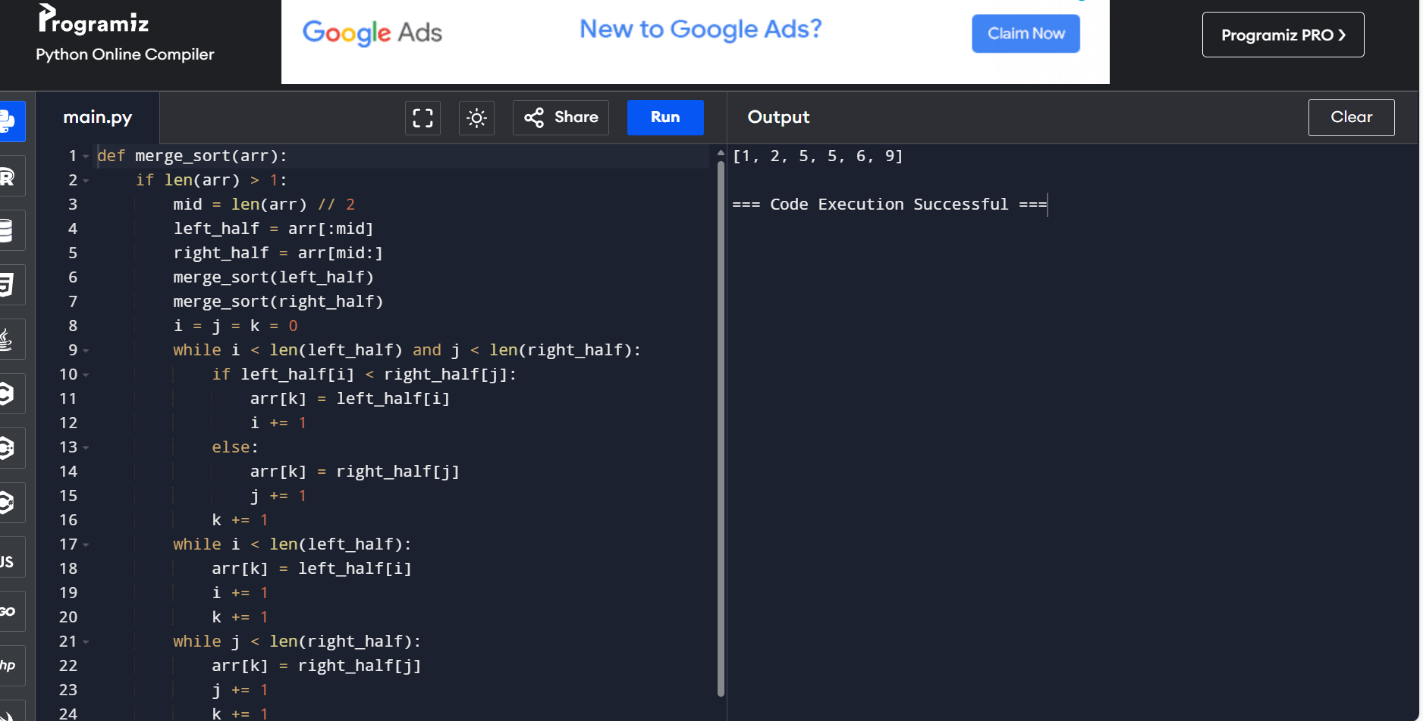 Programiz
Python Online Compiler
Google Ads
New to Google Ads?
Claim Now
Programiz PRO >
main.py
Share
Run
Output
Clear
1 def merge_sort(arr):
2     if len(arr) > 1:
3         mid = len(arr) // 2
4         left_half = arr[:mid]
5         right_half = arr[mid:]
6         merge_sort(left_half)
7         merge_sort(right_half)
8         i = j = k = 0
9         while i < len(left_half) and j < len(right_half):
10             if left_half[i] < right_half[j]:
11                 arr[k] = left_half[i]
12                 i += 1
13             else:
14                 arr[k] = right_half[j]
15                 j += 1
16             k += 1
17         while i < len(left_half):
18             arr[k] = left_half[i]
19             i += 1
20             k += 1
21         while j < len(right_half):
22             arr[k] = right_half[j]
23             j += 1
24             k += 1
[1, 2, 5, 5, 6, 9]
=== Code Execution Successful ===
R
JS
GO
hp